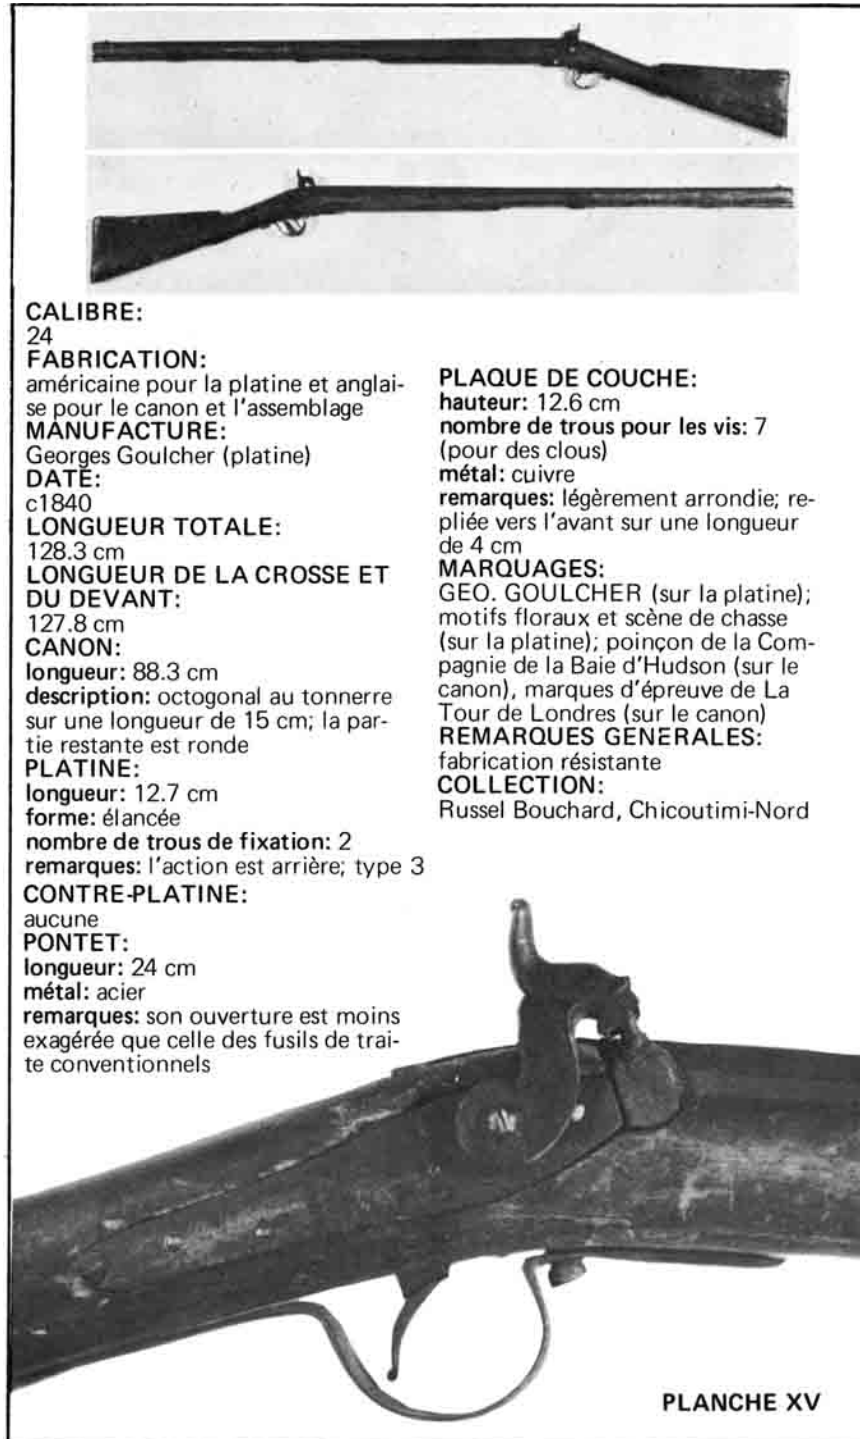 CALIBRE:
24
FABRICATION:
américaine pour la platine et anglai-
se pour le canon et l'assemblage
MANUFACTURE:
Georges Goulcher (platine)
DATE:
c1840
LONGUEUR TOTALE:
128.3 cm
LONGUEUR DE LA CROSSE ET
DU DEVANT:
127.8 cm
CANON:
longueur: 88.3 cm
description: octogonal au tonnerre
sur une longueur de 15 cm; la par-
tie restante est ronde
PLATINE:
longueur: 12.7 cm
forme: élancée
nombre de trous de fixation: 2
remarques: l'action est arrière; type 3
CONTRE-PLATINE:
aucune
PONTET:
longueur: 24 cm
métal: acier
remarques: son ouverture est moins
exagérée que celle des fusils de trai-
te conventionnels
PLAQUE DE COUCHE:
hauteur: 12.6 cm
nombre de trous pour les vis: 7
(pour des clous)
métal: cuivre
remarques: légèrement arrondie; re-
pliée vers l'avant sur une longueur
de 4 cm
MARQUAGES:
GEO. GOULCHER (sur la platine);
motifs floraux et scène de chasse
(sur la platine); poinçon de la Com-
pagnie de la Baie d'Hudson (sur le
canon), marques d'épreuve de La
Tour de Londres (sur le canon)
REMARQUES GENERALES:
fabrication résistante
COLLECTION:
Russel Bouchard, Chicoutimi-Nord
PLANCHE XV